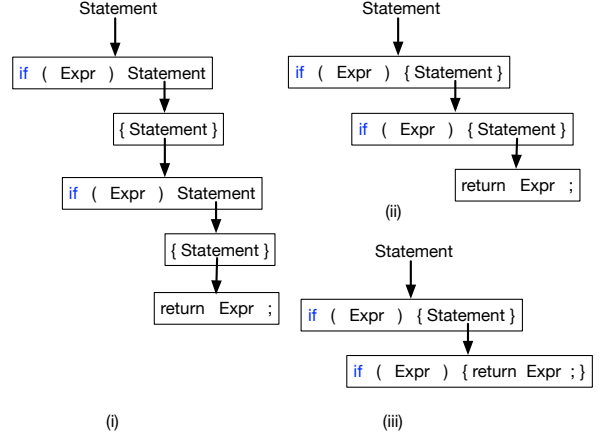 Statement
if ( Expr ) Statement
{ Statement }
if ( Expr ) Statement
{ Statement }
return Expr ;
(i)
Statement
if ( Expr ) { Statement }
if ( Expr ) { Statement }
return Expr ;
(ii)
Statement
if ( Expr ) { Statement }
if ( Expr ) { return Expr ; }
(iii)